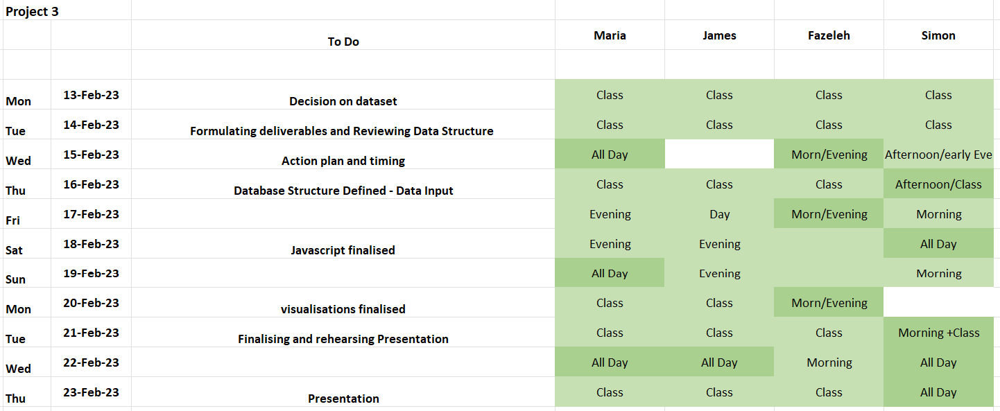 Project 3
To Do Maria James Fazeleh Simon
Mon 13-Feb-23 Decision on dataset Class Class Class Class
Tue 14-Feb-23 Formulating deliverables and Reviewing Data Structure Class Class Class Class
Wed 15-Feb-23 Action plan and timing All Day Morn/Evening Afternoon/early Eve
Thu 16-Feb-23 Database Structure Defined - Data Input Class Class Class Afternoon/Class
Fri 17-Feb-23 Evening Day Morn/Evening Morning
Sat 18-Feb-23 Javascript finalised Evening Evening All Day
Sun 19-Feb-23 All Day Evening Morning
Mon 20-Feb-23 visualisations finalised Class Class Morn/Evening
Tue 21-Feb-23 Finalising and rehearsing Presentation Class Class Class Morning +Class
Wed 22-Feb-23 All Day All Day Morning All Day
Thu 23-Feb-23 Presentation Class Class Class All Day